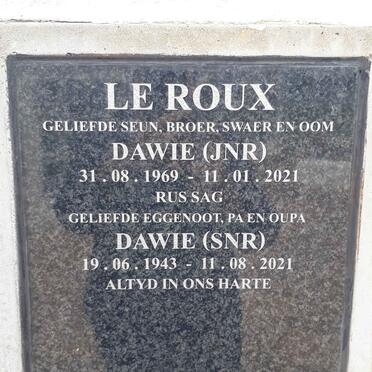 LE ROUX
GELIEFDE SEUN, BROER, SWAER EN OOM
DAWIE (JNR)
31 . 08 . 1969 - 11 . 01 . 2021
RUS SAG
GELIEFDE EGGENOOT, PA EN OUPA
DAWIE (SNR)
19 . 06 . 1943 - 11 . 08 . 2021
ALTYD IN ONS HARTE